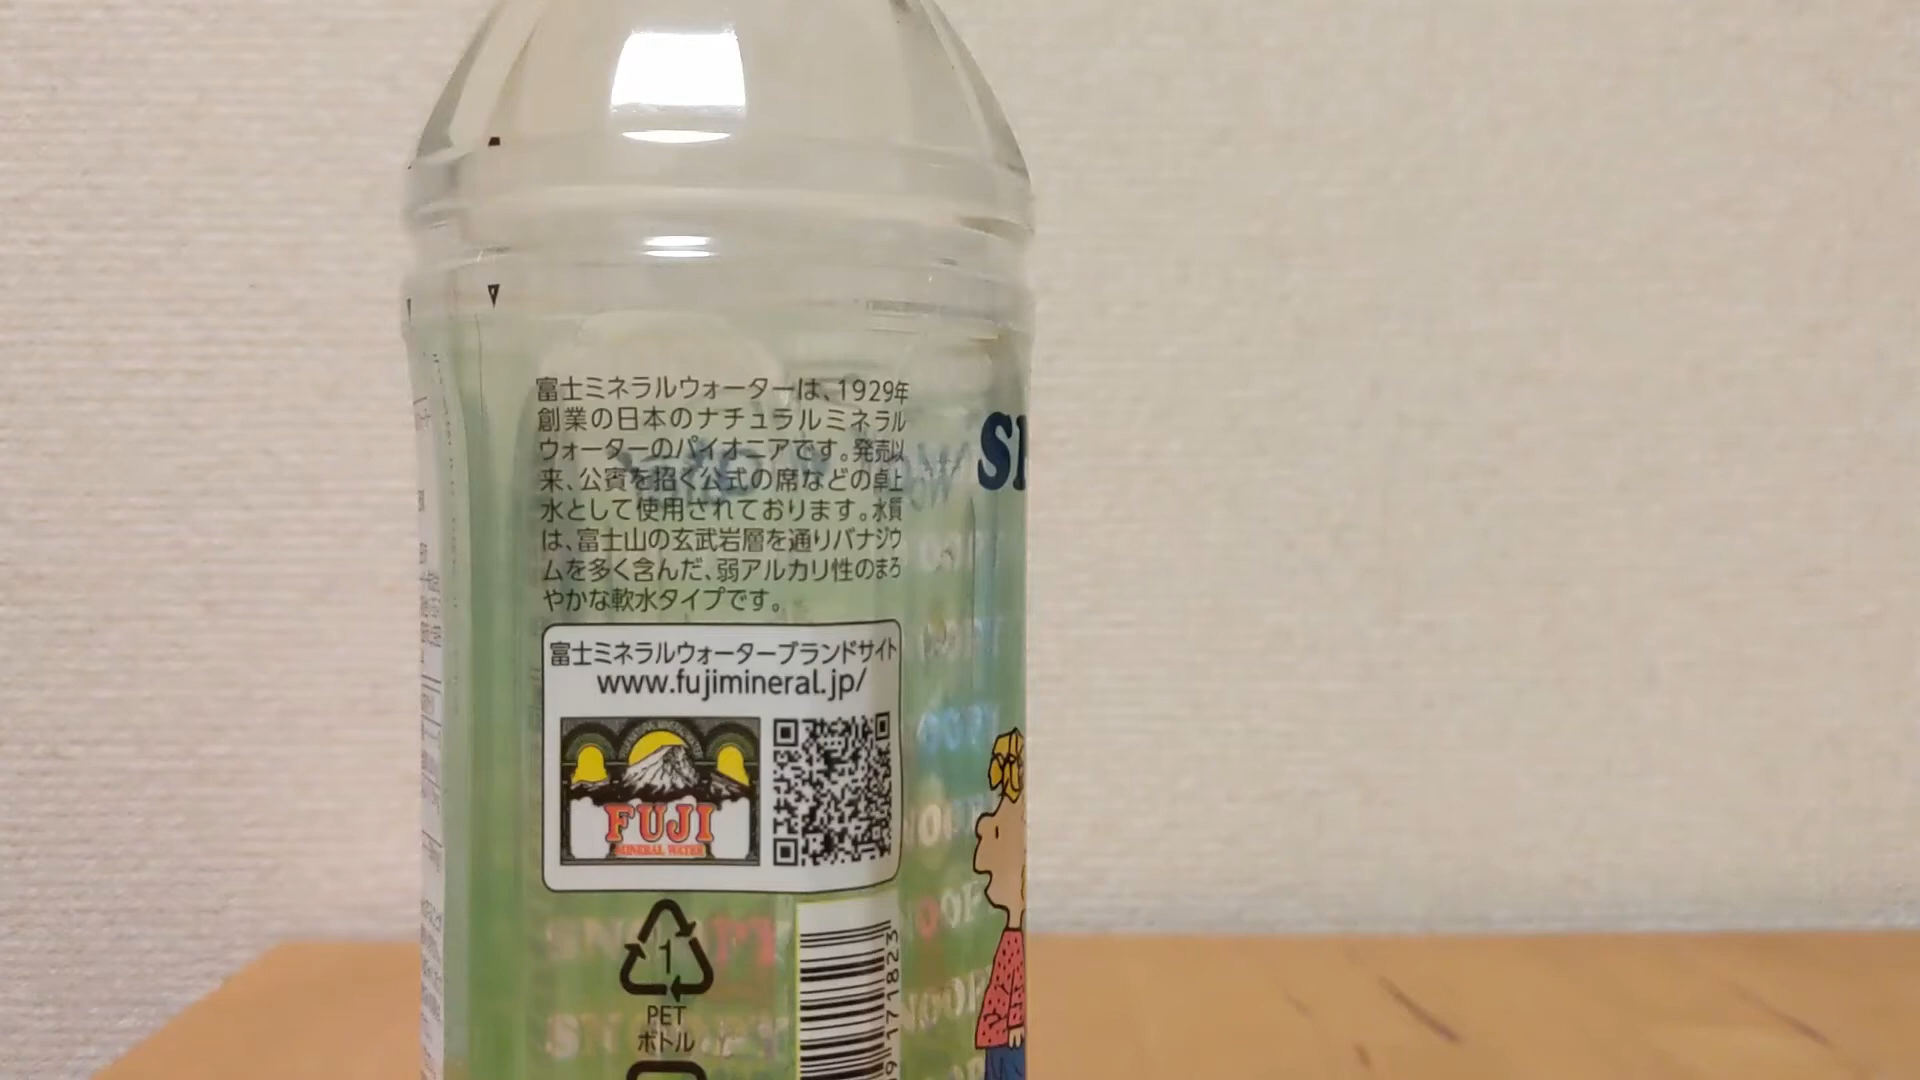 富士ミネラルウォーターは、1929年
創業の日本のナチュラルミネラル
ウォーターのパイオニアです。発売以
来、公賓を招く公式の席などの卓上
水として使用されております。水質
は、富士山の玄武岩層を通りバナジウ
ムを多く含んだ、弱アルカリ性のまろ
やかな軟水タイプです。
富士ミネラルウォーターブランドサイト
www.fujimineral.jp/
FUJI
MINERAL WATER
1
PET
ボトル
171823